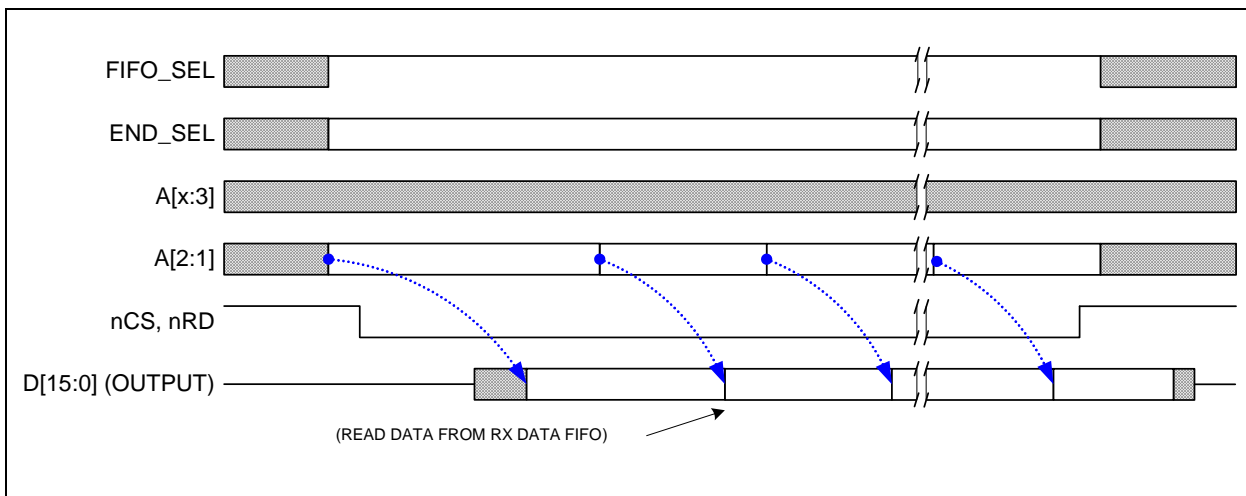 FIFO_SEL
END_SEL
A[x:3]
A[2:1]
nCS, nRD
D[15:0] (OUTPUT)
(READ DATA FROM RX DATA FIFO)